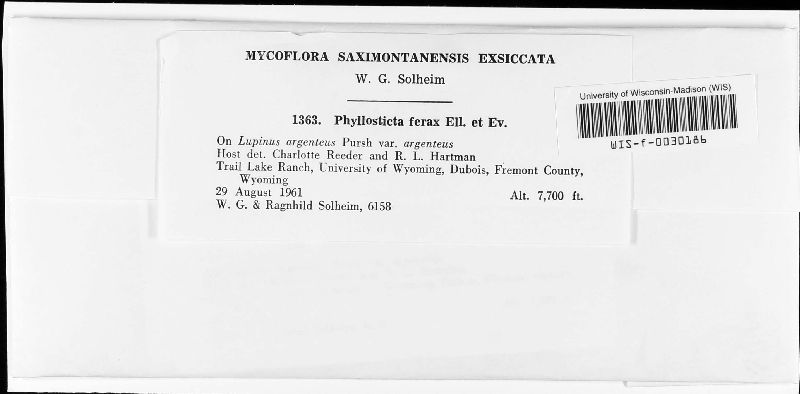 MYCOFLORA SAXIMONTANENSIS EXSICCATA
W. G. Solheim
1363. Phyllosticta ferax Ell. et Ev.
On Lupinus argenteus Pursh var. argenteus
Host det. Charlotte Reeder and R. L. Hartman
Trail Lake Ranch, University of Wyoming, Dubois, Fremont County,
Wyoming
29 August 1961 Alt. 7,700 ft.
W. G. & Ragnhild Solheim, 6158
University of Wisconsin-Madison (WIS)
WIS-f-0030186